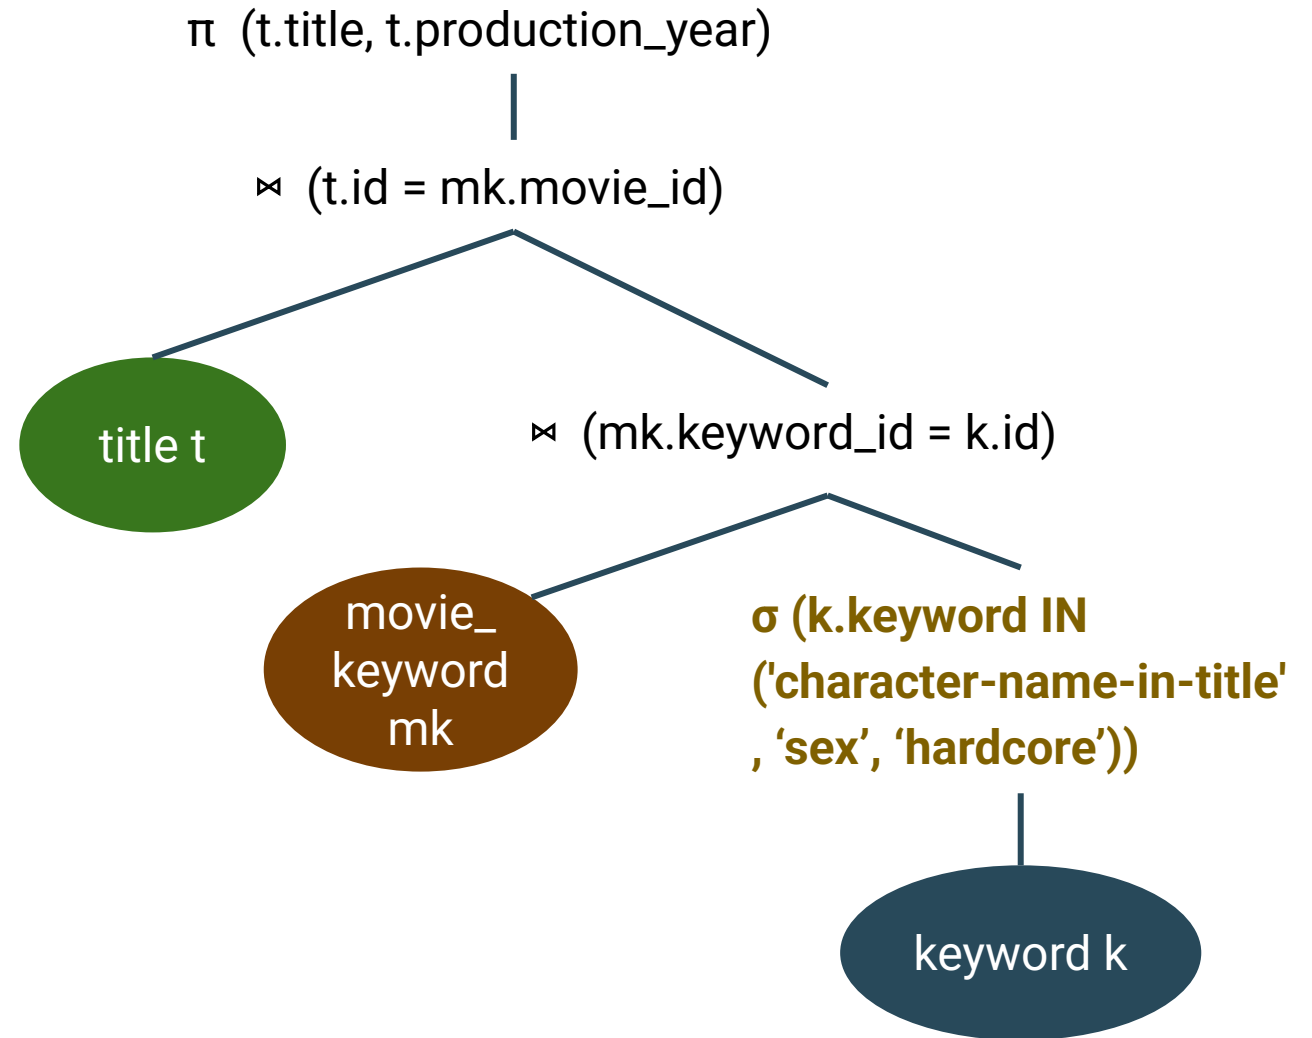 π (t.title, t.production_year)
⋈ (t.id = mk.movie_id)
title t
⋈ (mk.keyword_id = k.id)
movie_
keyword
mk
σ (k.keyword IN
('character-name-in-title'
, ‘sex’, ‘hardcore’))
keyword k